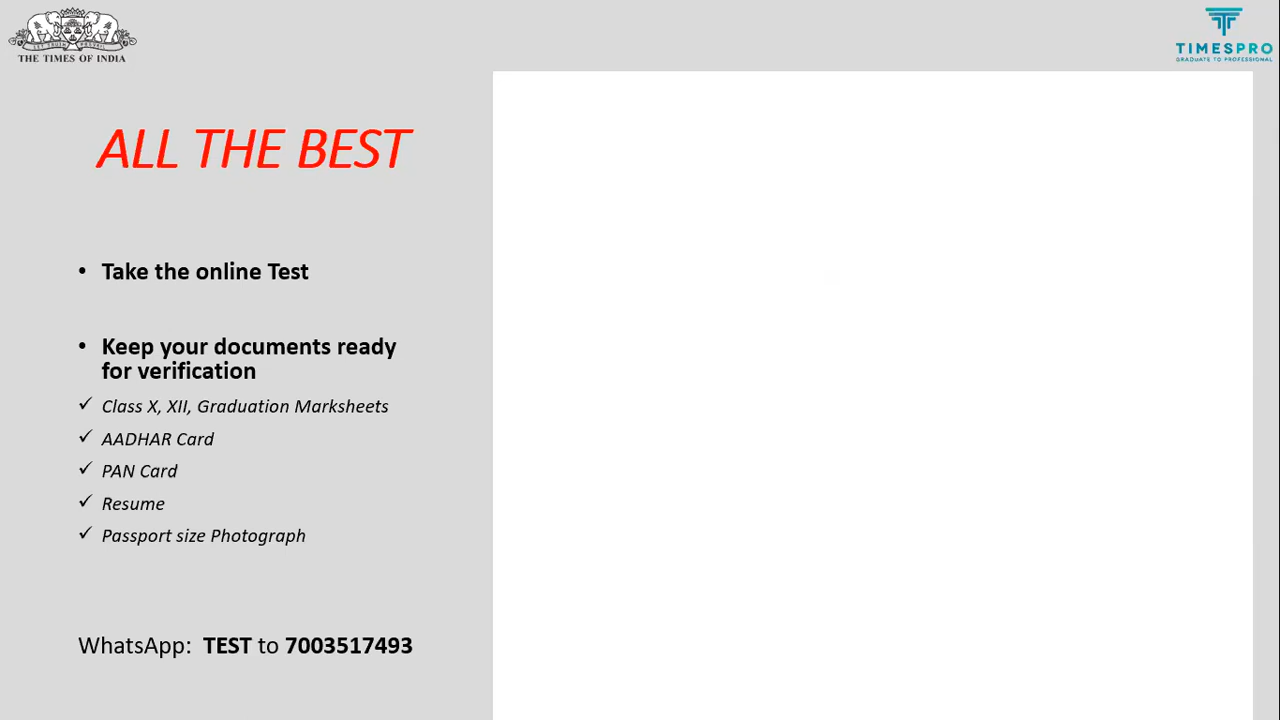 THE TIMES OF INDIA
TIMESPRO
GRADUATE TO PROFESSIONAL
ALL THE BEST
• Take the online Test
• Keep your documents ready
for verification
✓ Class X, XII, Graduation Marksheets
✓ AADHAR Card
✓ PAN Card
✓ Resume
✓ Passport size Photograph
WhatsApp: TEST to 7003517493